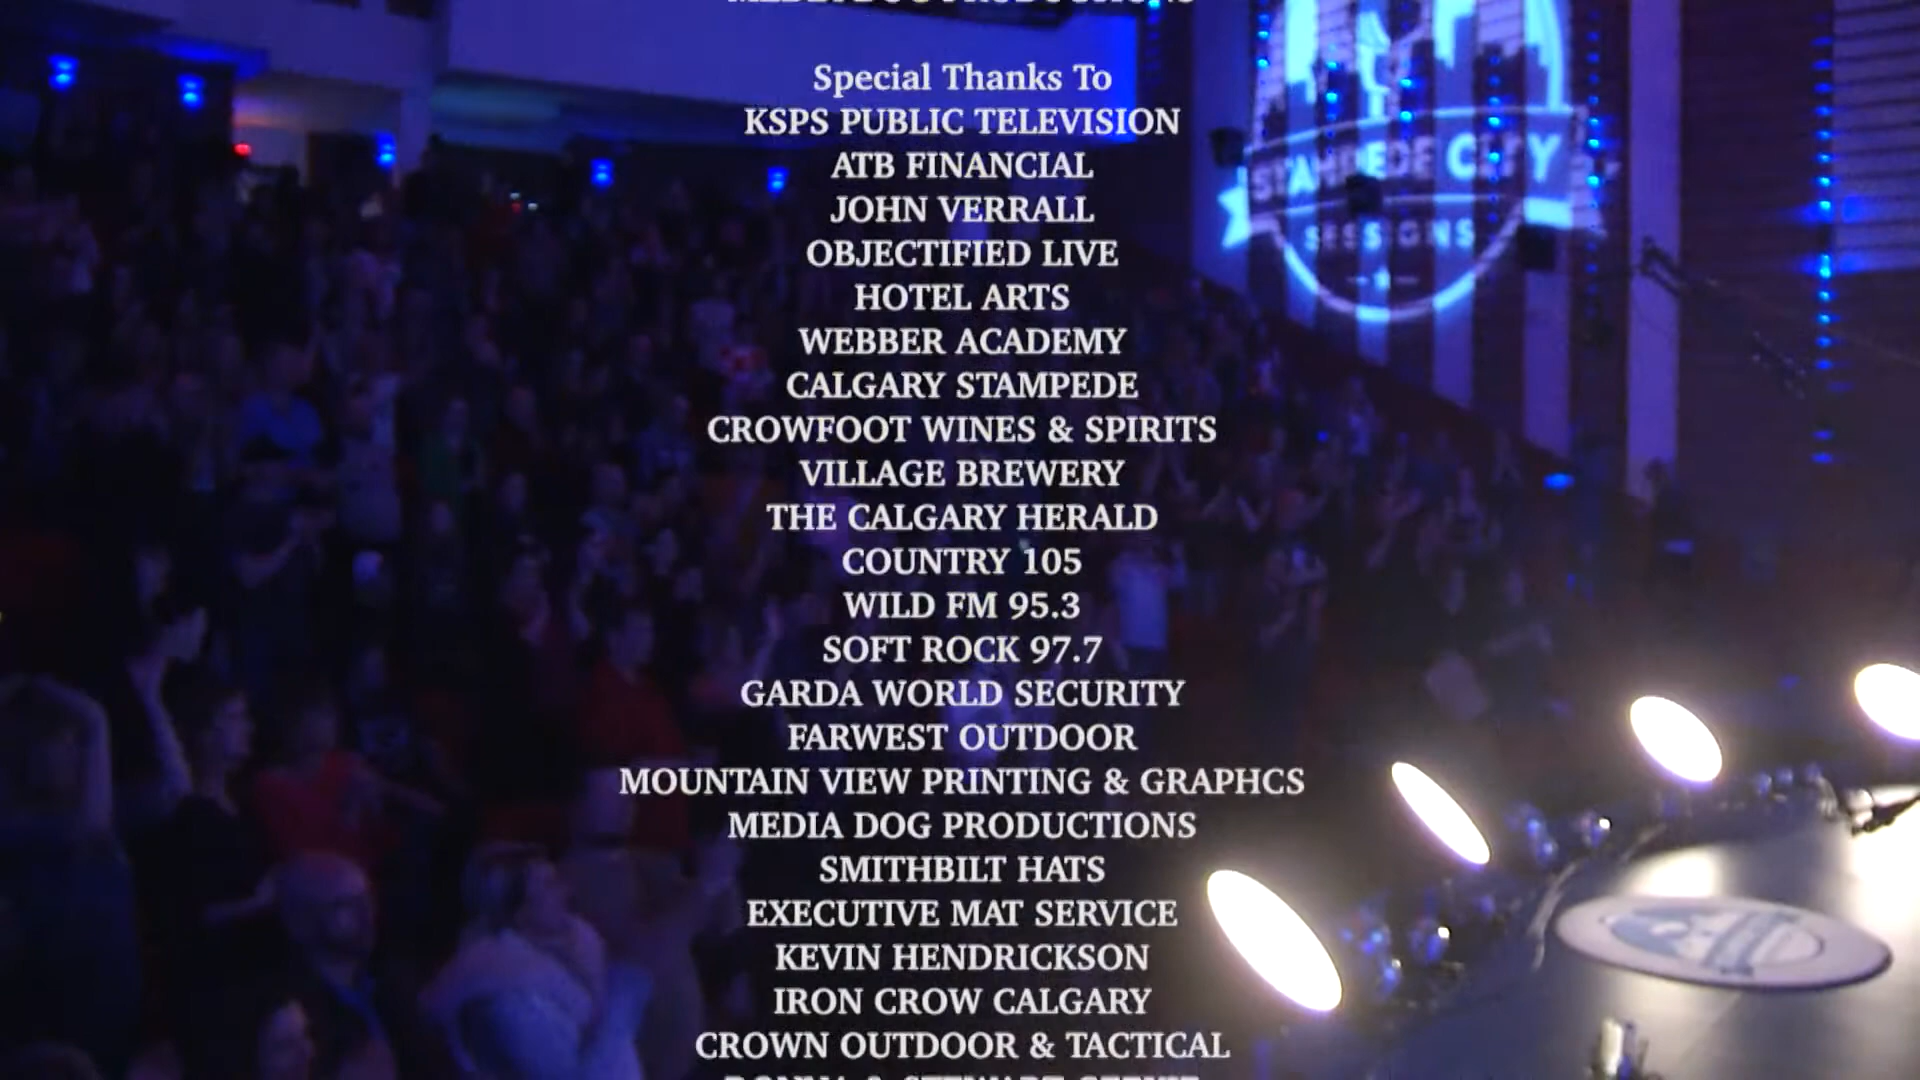 Special Thanks To
KSPS PUBLIC TELEVISION
ATB FINANCIAL
JOHN VERRALL
OBJECTIFIED LIVE
HOTEL ARTS
WEBBER ACADEMY
CALGARY STAMPEDE
CROWFOOT WINES & SPIRITS
VILLAGE BREWERY
THE CALGARY HERALD
COUNTRY 105
WILD FM 95.3
SOFT ROCK 97.7
GARDA WORLD SECURITY
FARWEST OUTDOOR
MOUNTAIN VIEW PRINTING & GRAPHCS
MEDIA DOG PRODUCTIONS
SMITHBILT HATS
EXECUTIVE MAT SERVICE
KEVIN HENDRICKSON
IRON CROW CALGARY
CROWN OUTDOOR & TACTICAL
STAMPEDE CITY
SESSIONS